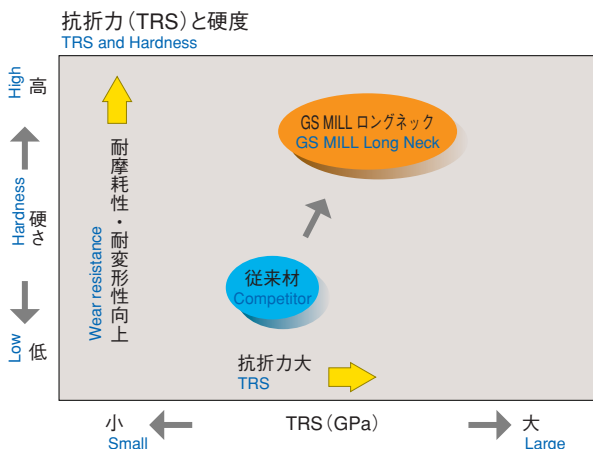 抗折力(TRS)と硬度
TRS and Hardness
High
高
Hardness
硬さ
Low
低
耐摩耗性・耐変形性向上
Wear resistance
GS MILL ロングネック
GS MILL Long Neck
従来材
Competitor
抗折力大
TRS
小
Small
TRS(GPa)
大
Large